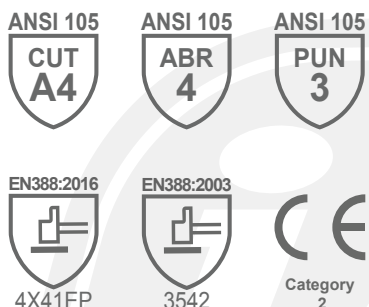 ANSI 105 ANSI 105 ANSI 105
CUT ABR PUN
A4 4 3
EN388:2016 EN388:2003
CE
4X41EP 3542
Category
2